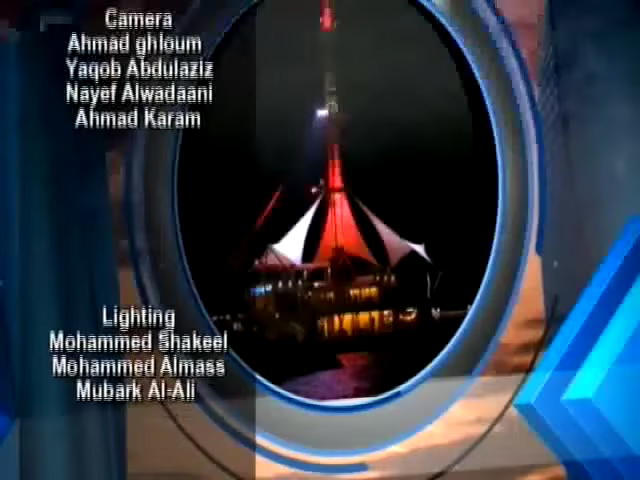 Camera
Ahmad ghloum
Yaqob Abdulaziz
Nayef Alwadaani
Ahmad Karam
Lighting
Mohammed Shakeel
Mohammed Almass
Mubark Al-Ali